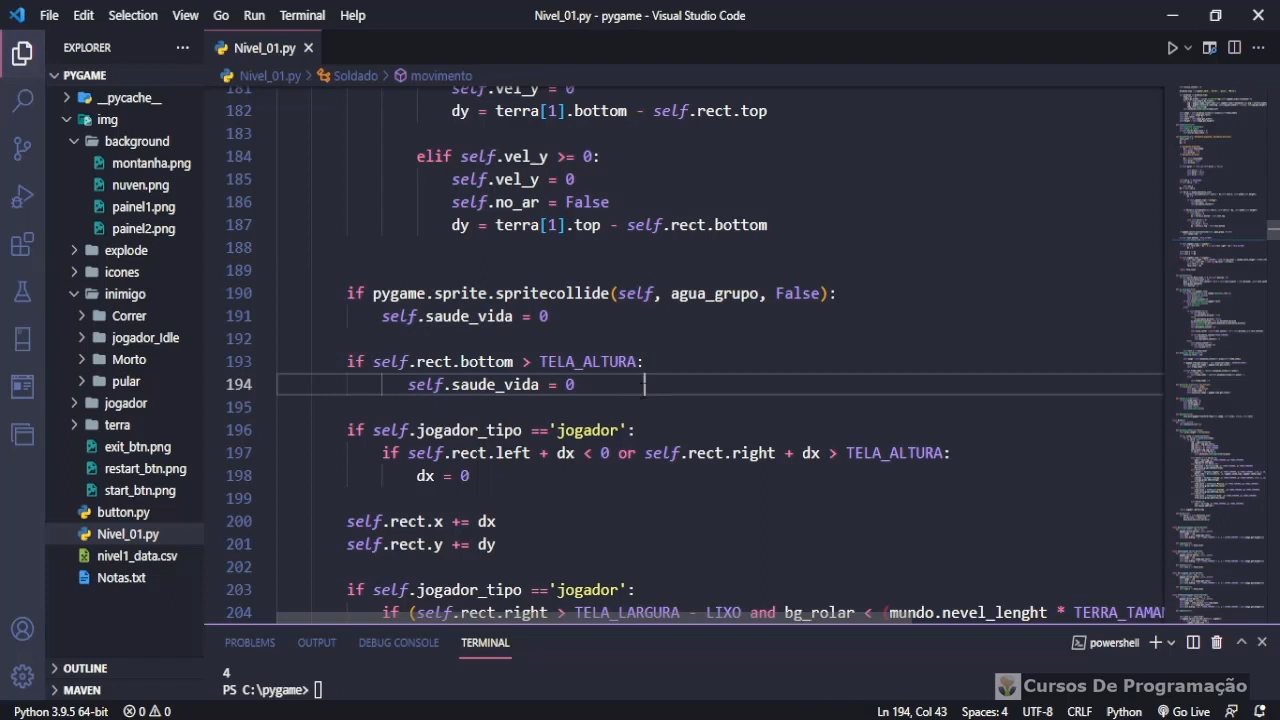 File Edit Selection View Go Run Terminal Help Nivel_01.py - pygame - Visual Studio Code
EXPLORER
PYGAME
__pycache__
img
background
montanha.png
nuven.png
painel1.png
painel2.png
explode
icones
inimigo
Correr
jogador_Idle
Morto
pular
jogador
terra
exit_btn.png
restart_btn.png
start_btn.png
button.py
Nivel_01.py
nivel1_data.csv
Notas.txt
OUTLINE
MAVEN
Nivel_01.py
Nivel_01.py > Soldado > movimento
181 self.vel_y = 0
182 dy = terra[1].bottom - self.rect.top
183
184 elif self.vel_y >= 0:
185 self.vel_y = 0
186 self.no_ar = False
187 dy = terra[1].top - self.rect.bottom
188
189
190 if pygame.sprite.spritecollide(self, agua_grupo, False):
191 self.saude_vida = 0
192
193 if self.rect.bottom > TELA_ALTURA:
194 self.saude_vida = 0
195
196 if self.jogador_tipo =='jogador':
197 if self.rect.left + dx < 0 or self.rect.right + dx > TELA_ALTURA:
198 dx = 0
199
200 self.rect.x += dx
201 self.rect.y += dy
202
203 if self.jogador_tipo == 'jogador':
204 if (self.rect.right > TELA_LARGURA - LIXO and bg_rolar < (mundo.nevel_lenght * TERRA_TAMA
PROBLEMS OUTPUT DEBUG CONSOLE TERMINAL powershell
4
PS C:\pygame>
Cursos De Programação
Python 3.9.5 64-bit 0 0 Ln 194, Col 43 Spaces: 4 UTF-8 CRLF Python Go Live